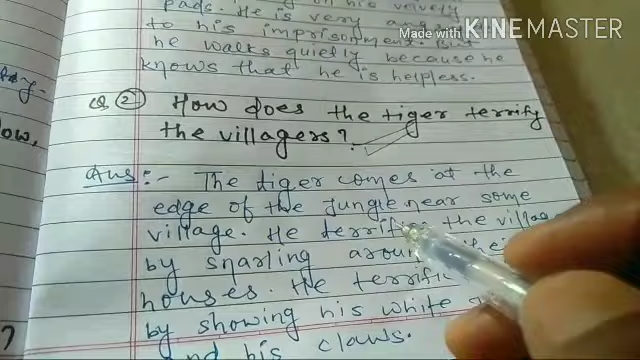 pads. He is very angry
to his imprisonment. But
he walks quietly because he
knows that he is helpless.
Made with KINEMASTER
Q 2 How does the tiger terrify
the villagers?
Ans:- The tiger comes at the
edge of the Jungle near some
village. He the village
by snarling around
houses. He
by showing his white
and his claws.